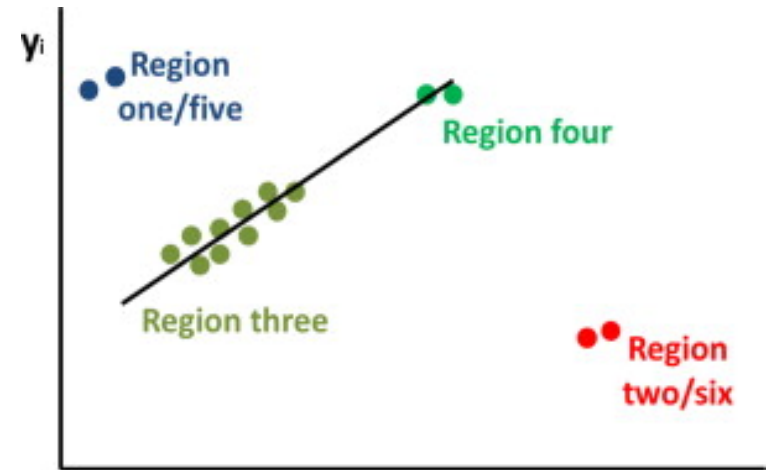 yi
Region
one/five
Region four
Region three
Region
two/six